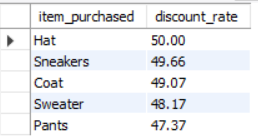 item_purchased discount_rate
Hat 50.00
Sneakers 49.66
Coat 49.07
Sweater 48.17
Pants 47.37